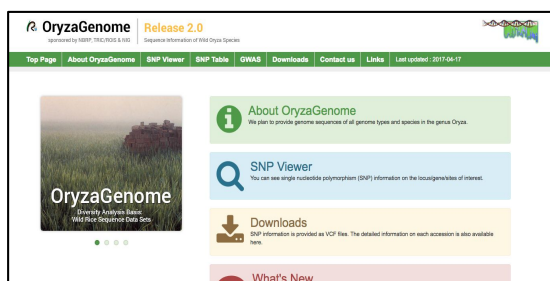 OryzaGenome
Release 2.0
sponsored by NBRP, TRIC/ROIS & NIG
Sequence Information of Wild Oryza Species
Top Page About OryzaGenome SNP Viewer SNP Table GWAS Downloads Contact us Links Last updated : 2017-04-17
About OryzaGenome
We plan to provide genome sequences of all genome types and species in the genus Oryza.
SNP Viewer
You can see single nucleotide polymorphism (SNP) information on the locus/gene/sites of interest.
OryzaGenome
Diversity Analysis Basis:
Wild Rice Sequence Data
Sets
Downloads
SNP information is provided as VCF files. The detailed information on each accession is also available
here.
What's New